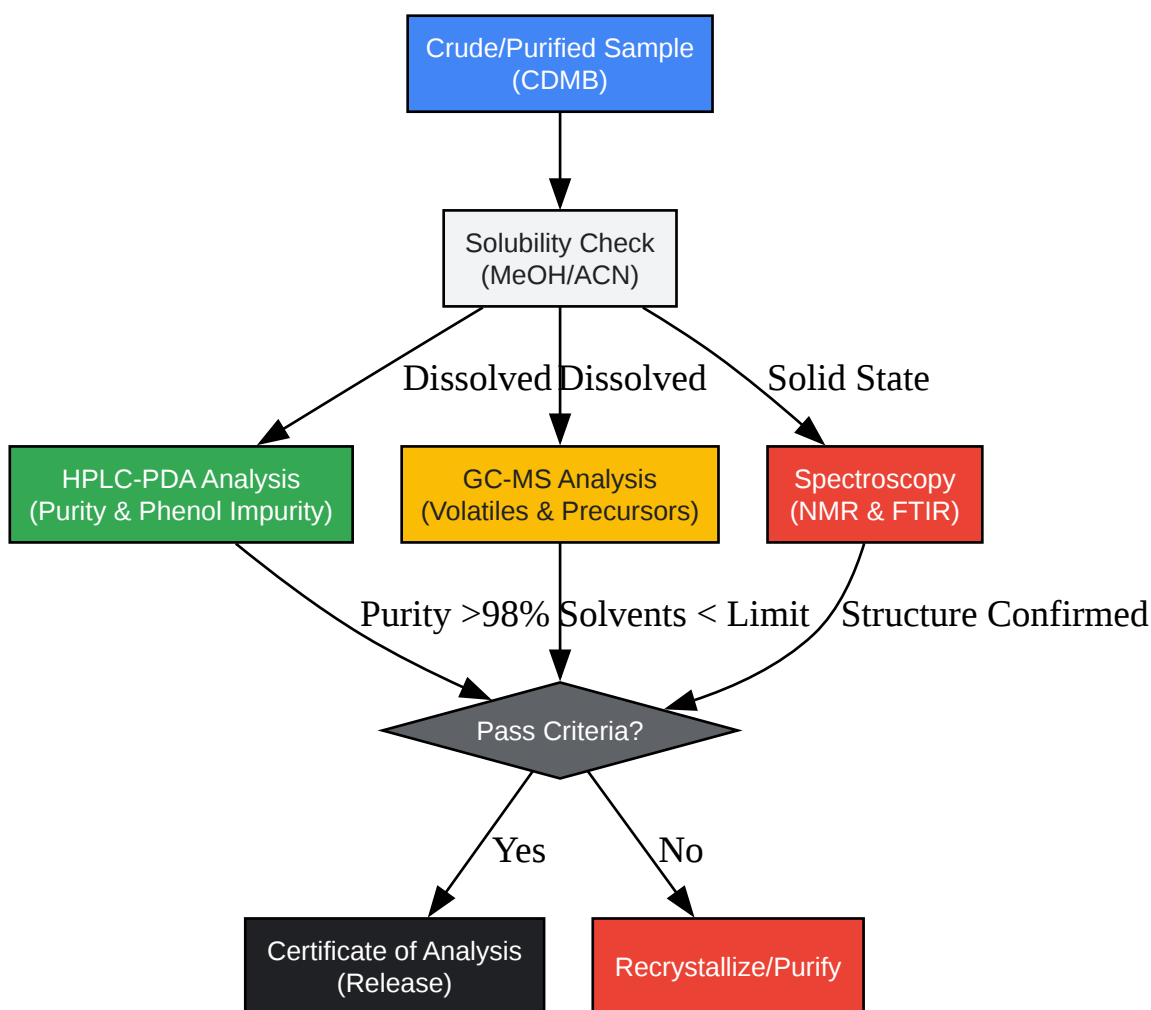 Crude/Purified Sample
(CDMB)
Solubility Check
(MeOH/ACN)
Dissolved
Dissolved
Solid State
HPLC-PDA Analysis
(Purity & Phenol Impurity)
GC-MS Analysis
(Volatiles & Precursors)
Spectroscopy
(NMR & FTIR)
Purity >98%
Solvents < Limit
Structure Confirmed
Pass Criteria?
Yes
No
Certificate of Analysis
(Release)
Recrystallize/Purify